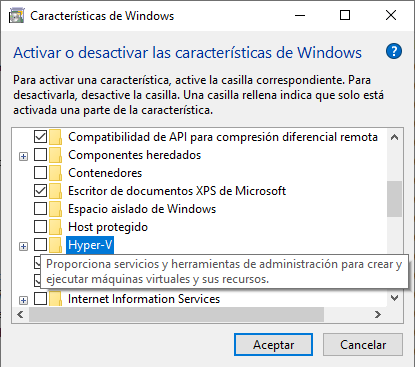 Características de Windows
Activar o desactivar las características de Windows
Para activar una característica, active la casilla correspondiente. Para
desactivarla, desactive la casilla. Una casilla rellena indica que solo está
activada una parte de la característica.
Compatibilidad de API para compresión diferencial remota
Componentes heredados
Contenedores
Escritor de documentos XPS de Microsoft
Espacio aislado de Windows
Host protegido
Hyper-V
Proporciona servicios y herramientas de administración para crear y
ejecutar máquinas virtuales y sus recursos.
Internet Information Services
Aceptar
Cancelar